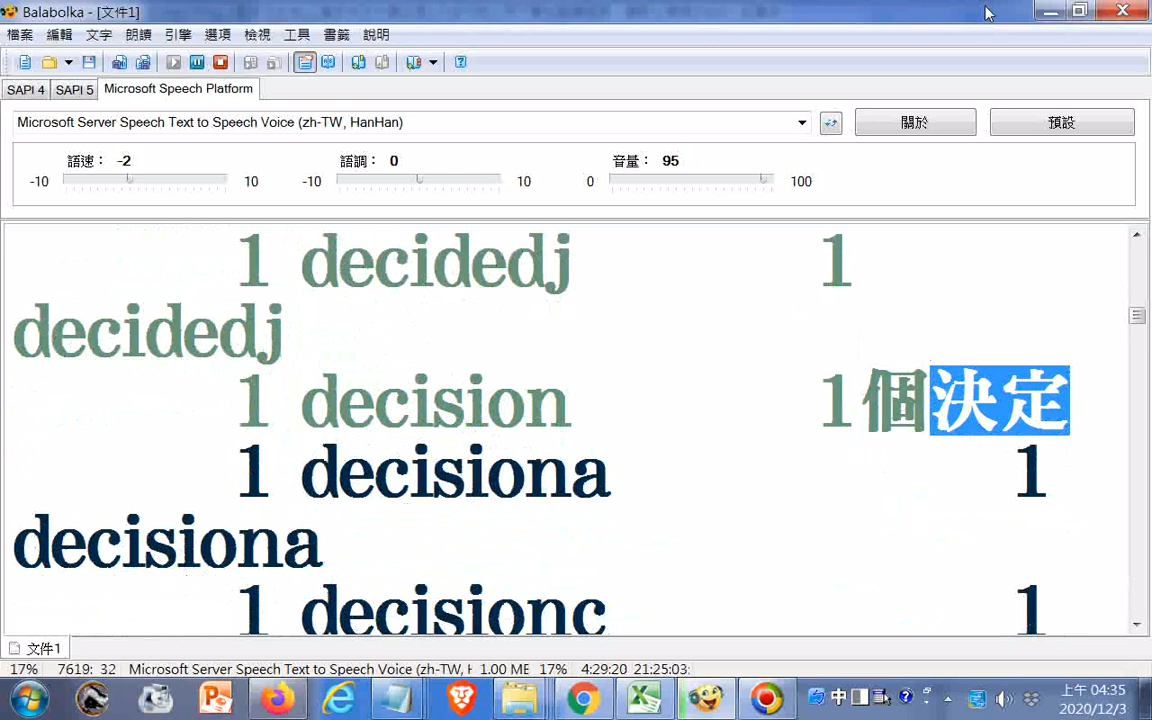 Balabolka - [文件1]
檔案 編輯 文字 朗讀 引擎 選項 檢視 工具 書籤 說明
SAPI 4 SAPI 5 Microsoft Speech Platform
Microsoft Server Speech Text to Speech Voice (zh-TW, HanHan) 關於 預設
語速： -2 語調： 0 音量： 95
-10 10 -10 10 0 100
1 decidedj 1
decidedj
1 decision 1個決定
1 decisiona 1
decisiona
1 decisionc 1
文件1
17% 7619: 32 Microsoft Server Speech Text to Speech Voice (zh-TW, 1.00 ME 17% 4:29:20 21:25:03:
中 上午 04:35
2020/12/3